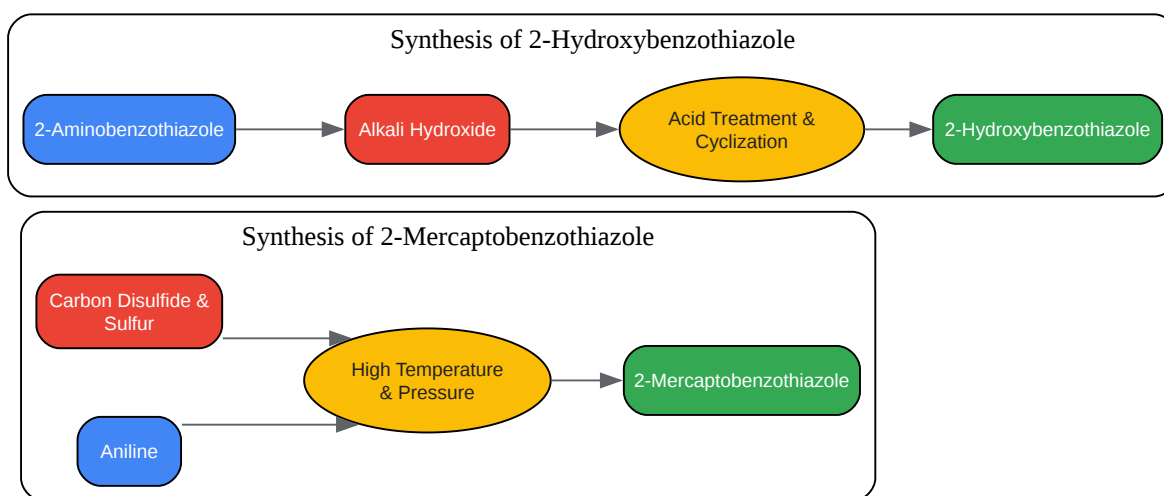 Synthesis of 2-Hydroxybenzothiazole
2-Aminobenzothiazole
Alkali Hydroxide
Acid Treatment &
Cyclization
2-Hydroxybenzothiazole
Synthesis of 2-Mercaptobenzothiazole
Carbon Disulfide &
Sulfur
High Temperature
& Pressure
2-Mercaptobenzothiazole
Aniline